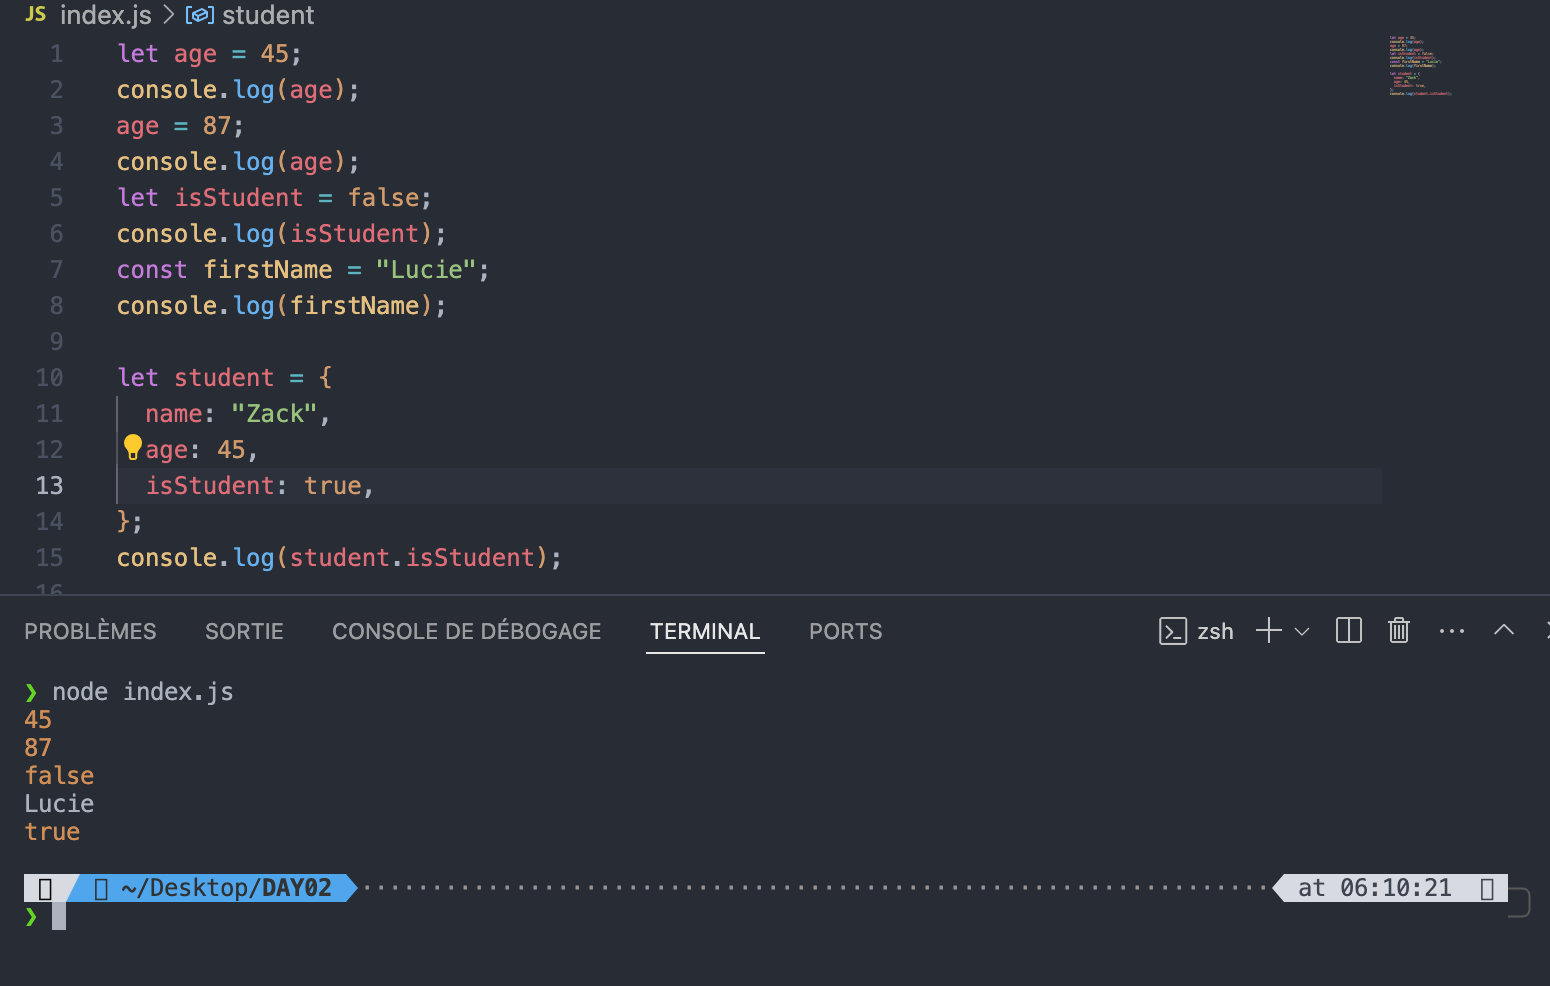 JS index.js > student
1 let age = 45;
2 console.log(age);
3 age = 87;
4 console.log(age);
5 let isStudent = false;
6 console.log(isStudent);
7 const firstName = "Lucie";
8 console.log(firstName);
9
10 let student = {
11 name: "Zack",
12 age: 45,
13 isStudent: true,
14 };
15 console.log(student.isStudent);
16
PROBLÈMES SORTIE CONSOLE DE DÉBOGAGE TERMINAL PORTS zsh
❯ node index.js
45
87
false
Lucie
true
~/Desktop/DAY02 at 06:10:21
❯